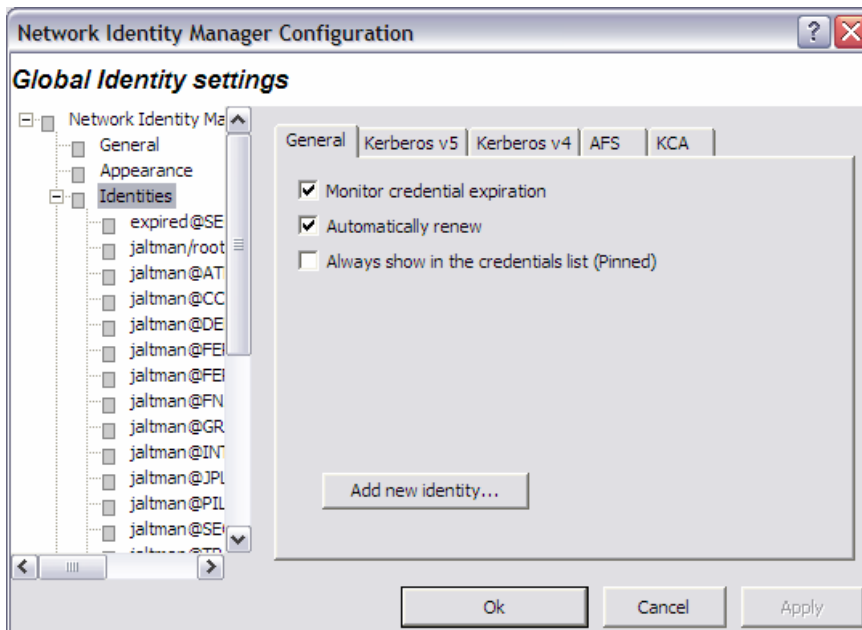 Network Identity Manager Configuration
Global Identity settings
Network Identity Ma
General
Appearance
Identities
expired@SE
jaltman/root
jaltman@AT
jaltman@CC
jaltman@DE
jaltman@FE
jaltman@FE
jaltman@FN
jaltman@GR
jaltman@INT
jaltman@JPL
jaltman@PIL
jaltman@SE
General
Kerberos v5
Kerberos v4
AFS
KCA
Monitor credential expiration
Automatically renew
Always show in the credentials list (Pinned)
Add new identity...
Ok
Cancel
Apply